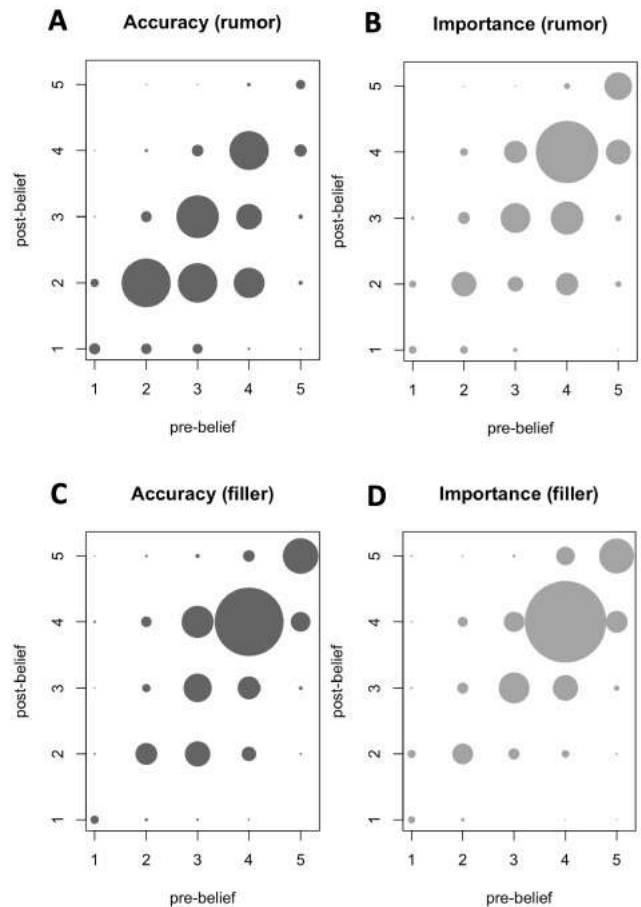 A Accuracy (rumor)
5
4
3
2
1
post-belief
1 2 3 4 5
pre-belief
B Importance (rumor)
5
4
3
2
1
post-belief
1 2 3 4 5
pre-belief
C Accuracy (filler)
5
4
3
2
1
post-belief
1 2 3 4 5
pre-belief
D Importance (filler)
5
4
3
2
1
post-belief
1 2 3 4 5
pre-belief